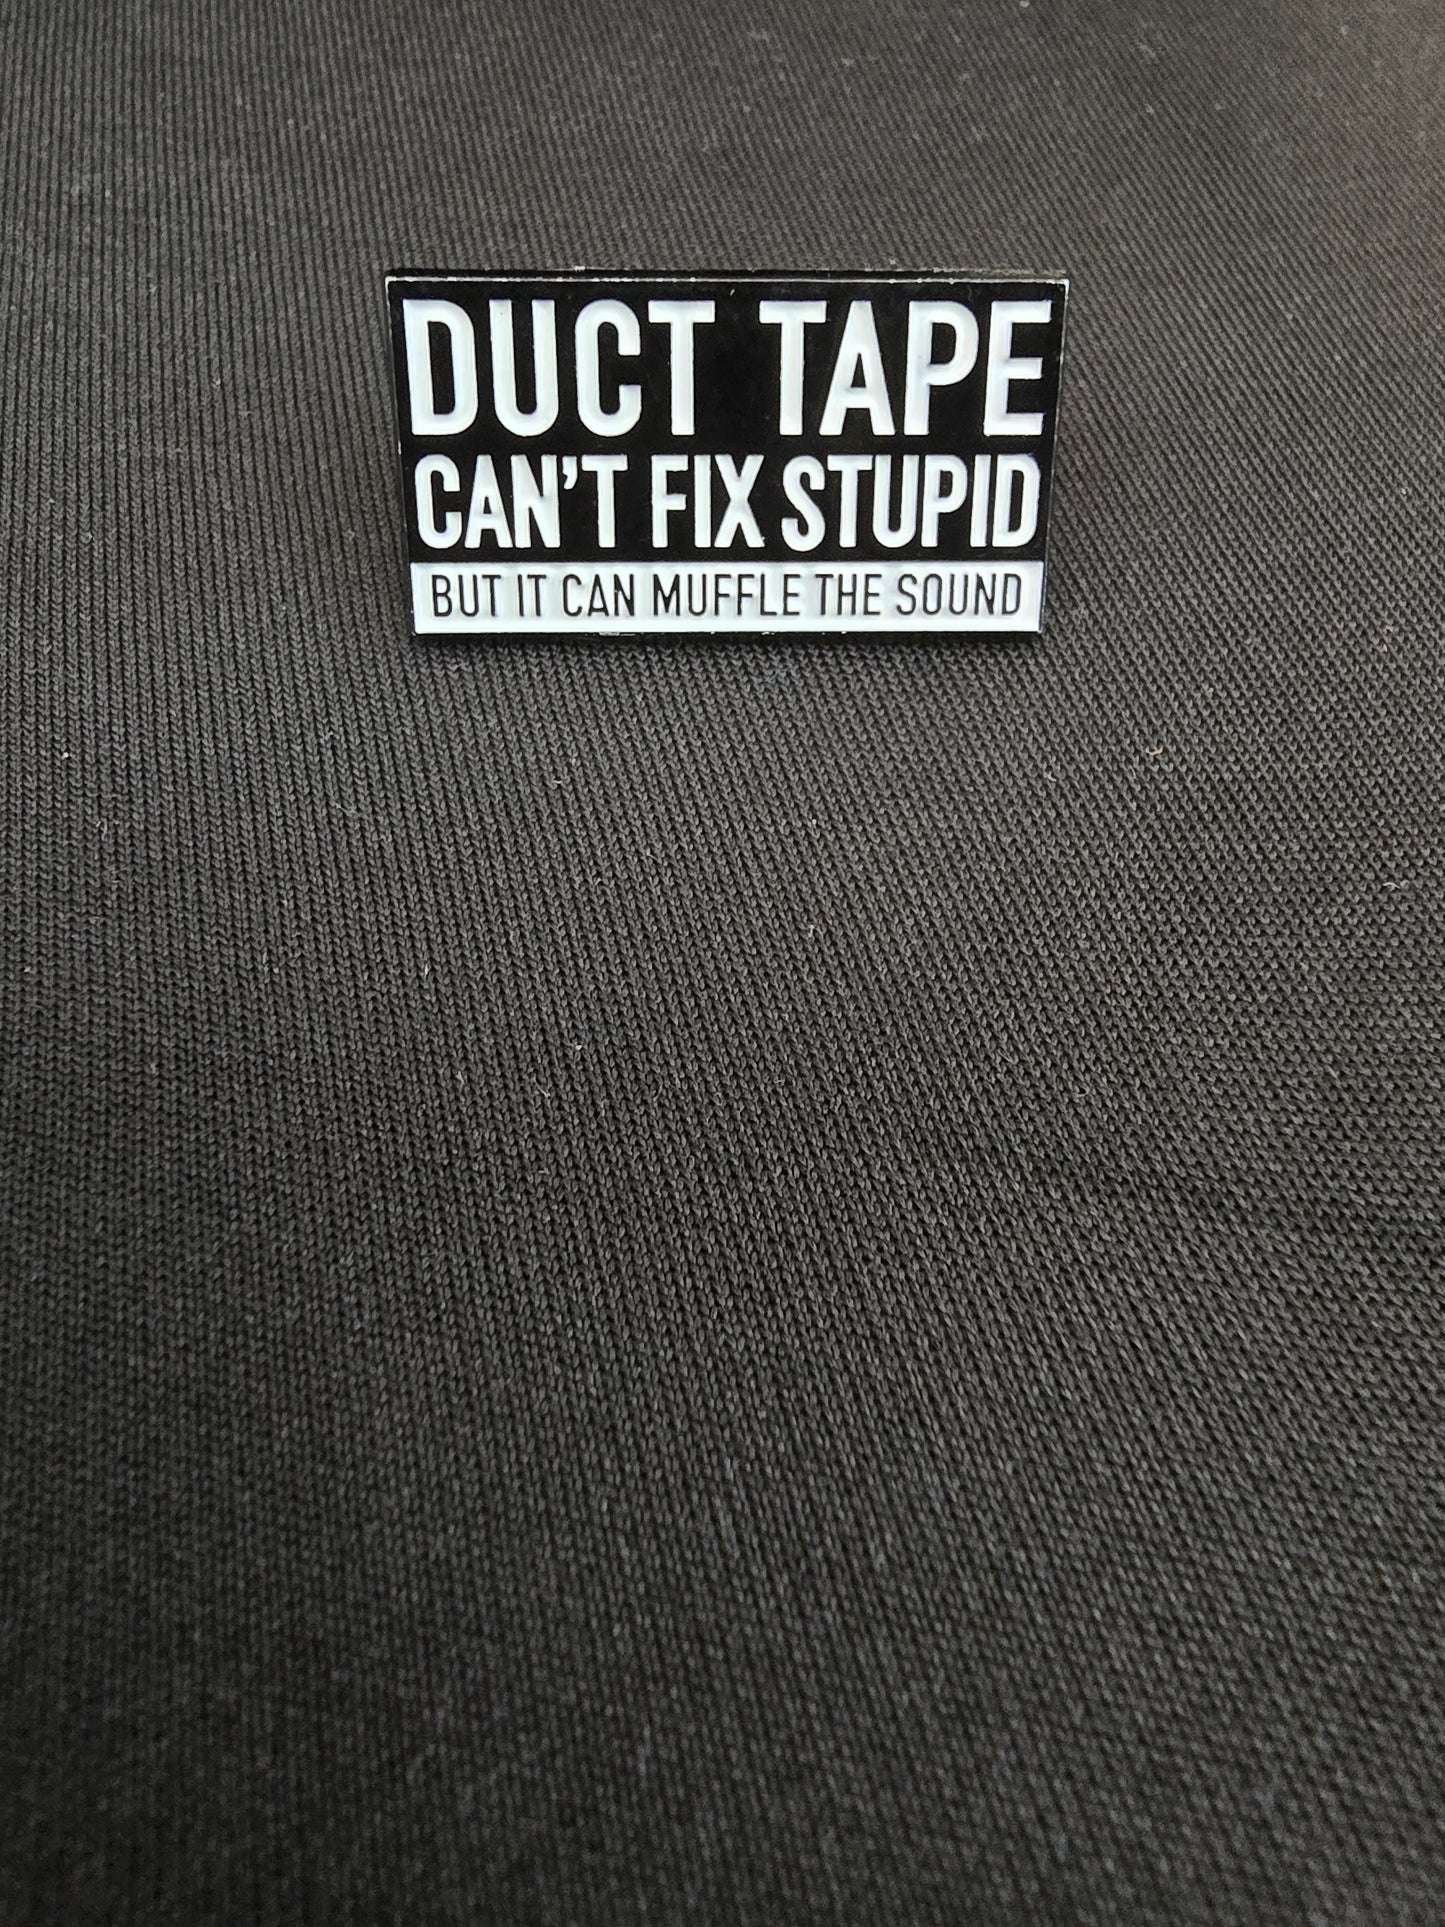 DUCT TAPE
CAN'T FIX STUPID
BUT IT CAN MUFFLE THE SOUND